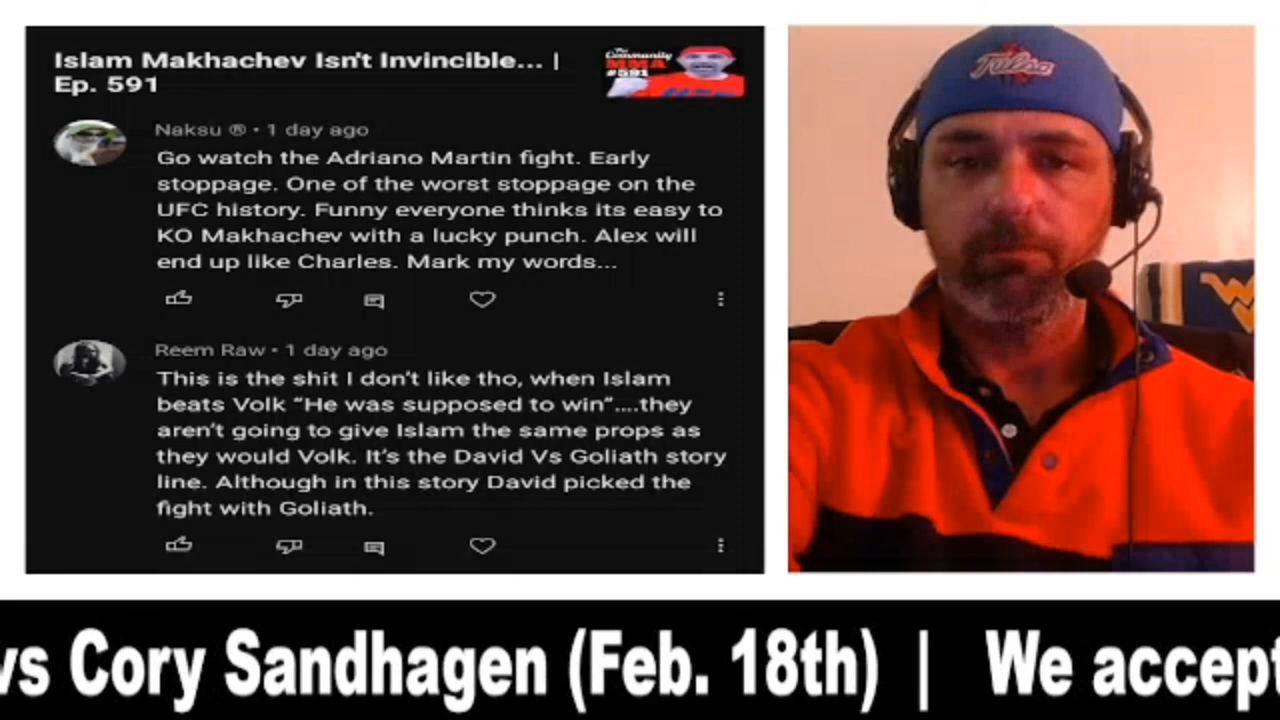 Islam Makhachev Isn't Invincible... |
Ep. 591
The
Community
MMA
#591
Naksu ® • 1 day ago
Go watch the Adriano Martin fight. Early
stoppage. One of the worst stoppage on the
UFC history. Funny everyone thinks its easy to
KO Makhachev with a lucky punch. Alex will
end up like Charles. Mark my words...
Reem Raw • 1 day ago
This is the shit I don't like tho, when Islam
beats Volk “He was supposed to win”....they
aren't going to give Islam the same props as
they would Volk. It's the David Vs Goliath story
line. Although in this story David picked the
fight with Goliath.
Tulsa
vs Cory Sandhagen (Feb. 18th) | We accept